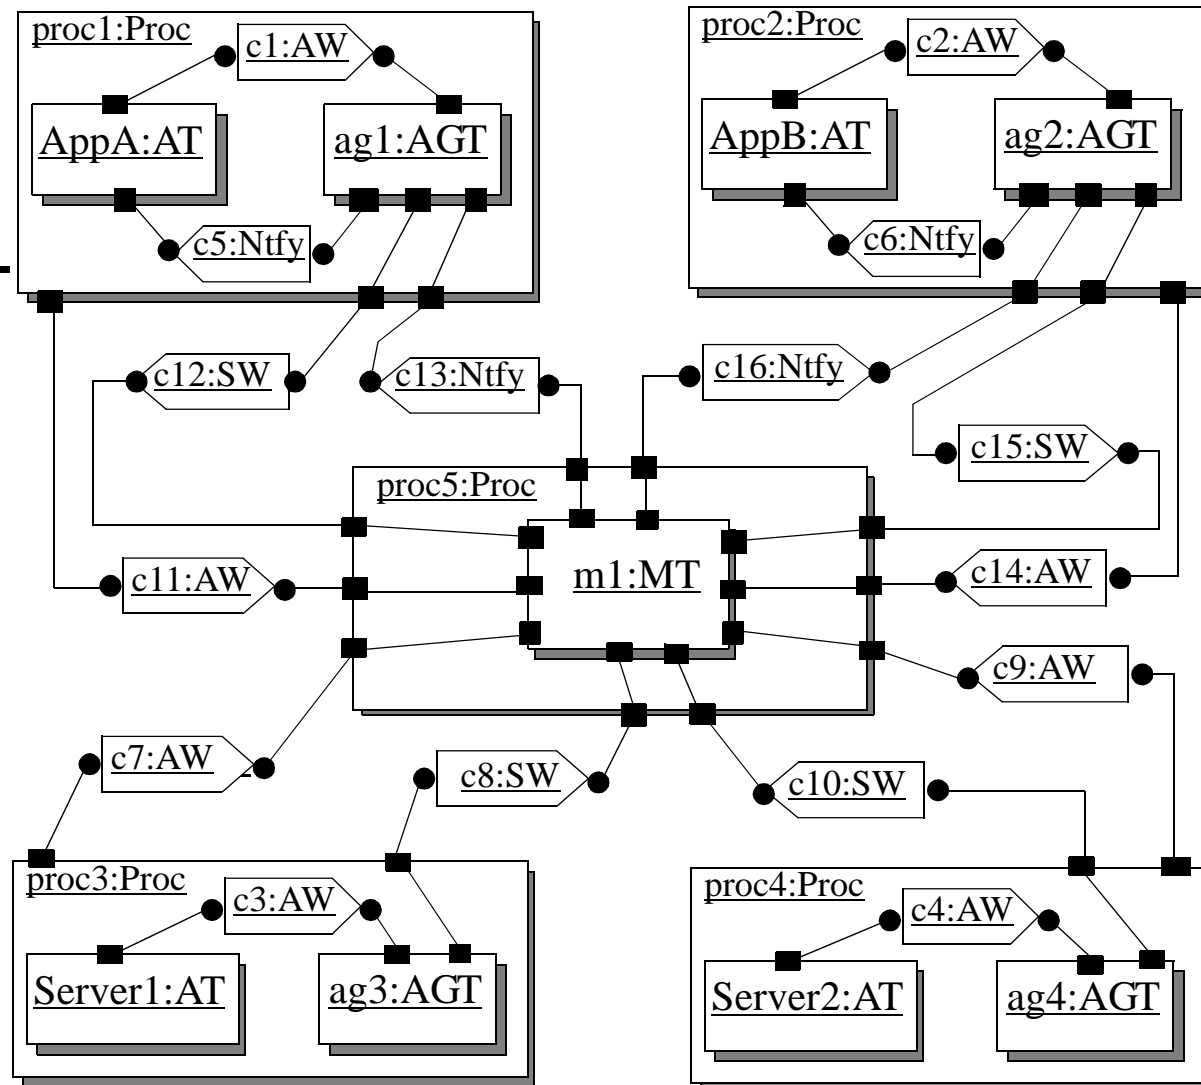 proc1:Proc
c1:AW
AppA:AT
ag1:AGT
c5:Ntfy
proc2:Proc
c2:AW
AppB:AT
ag2:AGT
c6:Ntfy
c12:SW
c13:Ntfy
c16:Ntfy
c15:SW
proc5:Proc
m1:MT
c11:AW
c14:AW
c9:AW
c7:AW
c8:SW
c10:SW
proc3:Proc
c3:AW
Server1:AT
ag3:AGT
proc4:Proc
c4:AW
Server2:AT
ag4:AGT